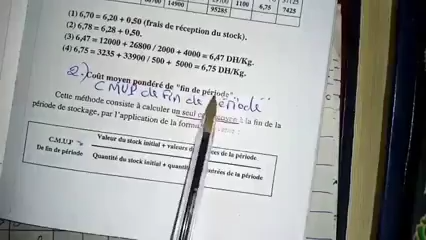 14900
95285
1100
6,75
7425
(1) 6,70 = 6,20 + 0,50 (frais de réception du stock).
(2) 6,78 = 6,28 + 0,50.
(3) 6,47 = 12000 + 26800 / 2000 + 4000 = 6,47 DH/Kg.
(4) 6,75 = 3235 + 33900 / 500 + 5000 = 6,75 DH/Kg.
2.) Coût moyen pondéré de "fin de période".
CMUP de fin de période
Cette méthode consiste à calculer un seul à la fin de la
période de stockage, par l'application de la
C.M.U.P = Valeur du stock initial + valeurs de la période
De fin de période Quantité du stock initial + entrées de la période